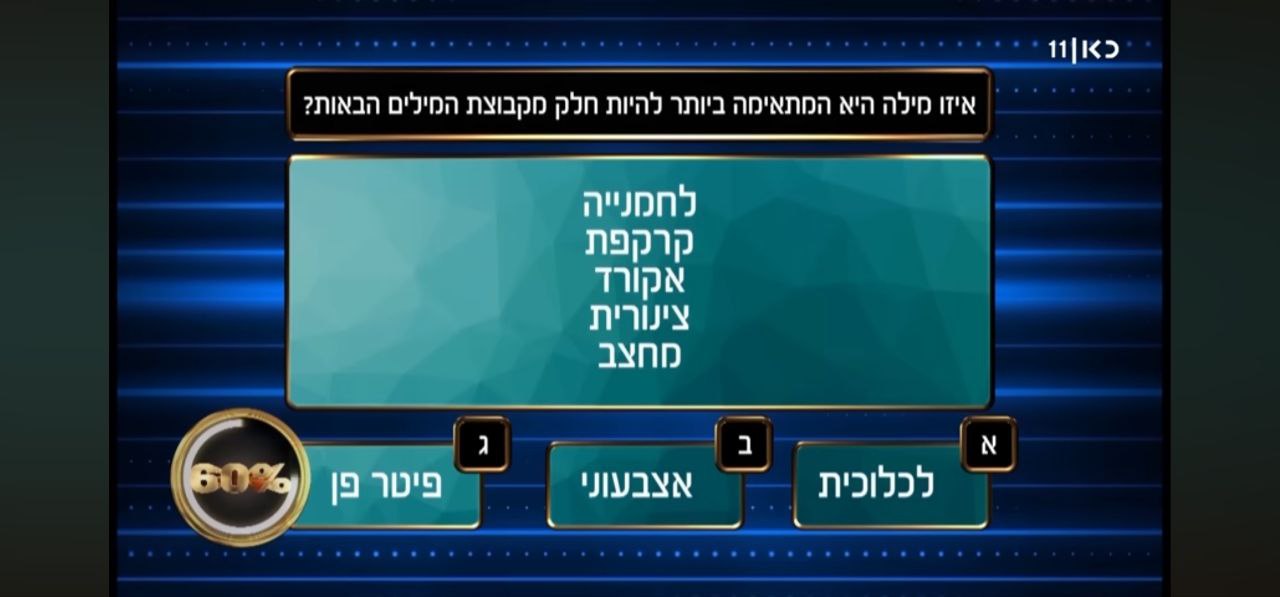 כאן|11
איזו מילה היא המתאימה ביותר להיות חלק מקבוצת המילים הבאות?
לחמנייה
קרקפת
אקורד
צינורית
מחצב
א
לכלוכית
ב
אצבעוני
ג
פיטר פן
60%